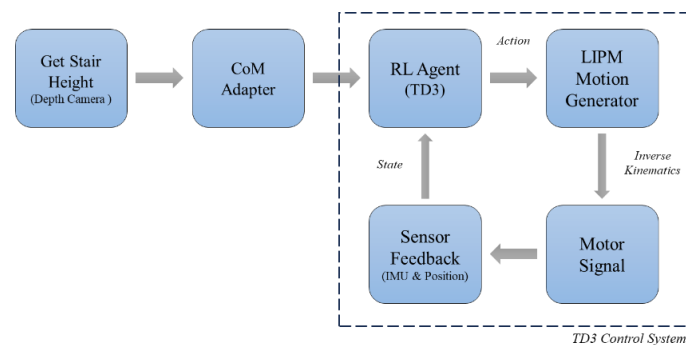 Get Stair
Height
(Depth Camera )
CoM
Adapter
RL Agent
(TD3)
Action
LIPM
Motion
Generator
State
Inverse
Kinematics
Sensor
Feedback
(IMU & Position)
Motor
Signal
TD3 Control System